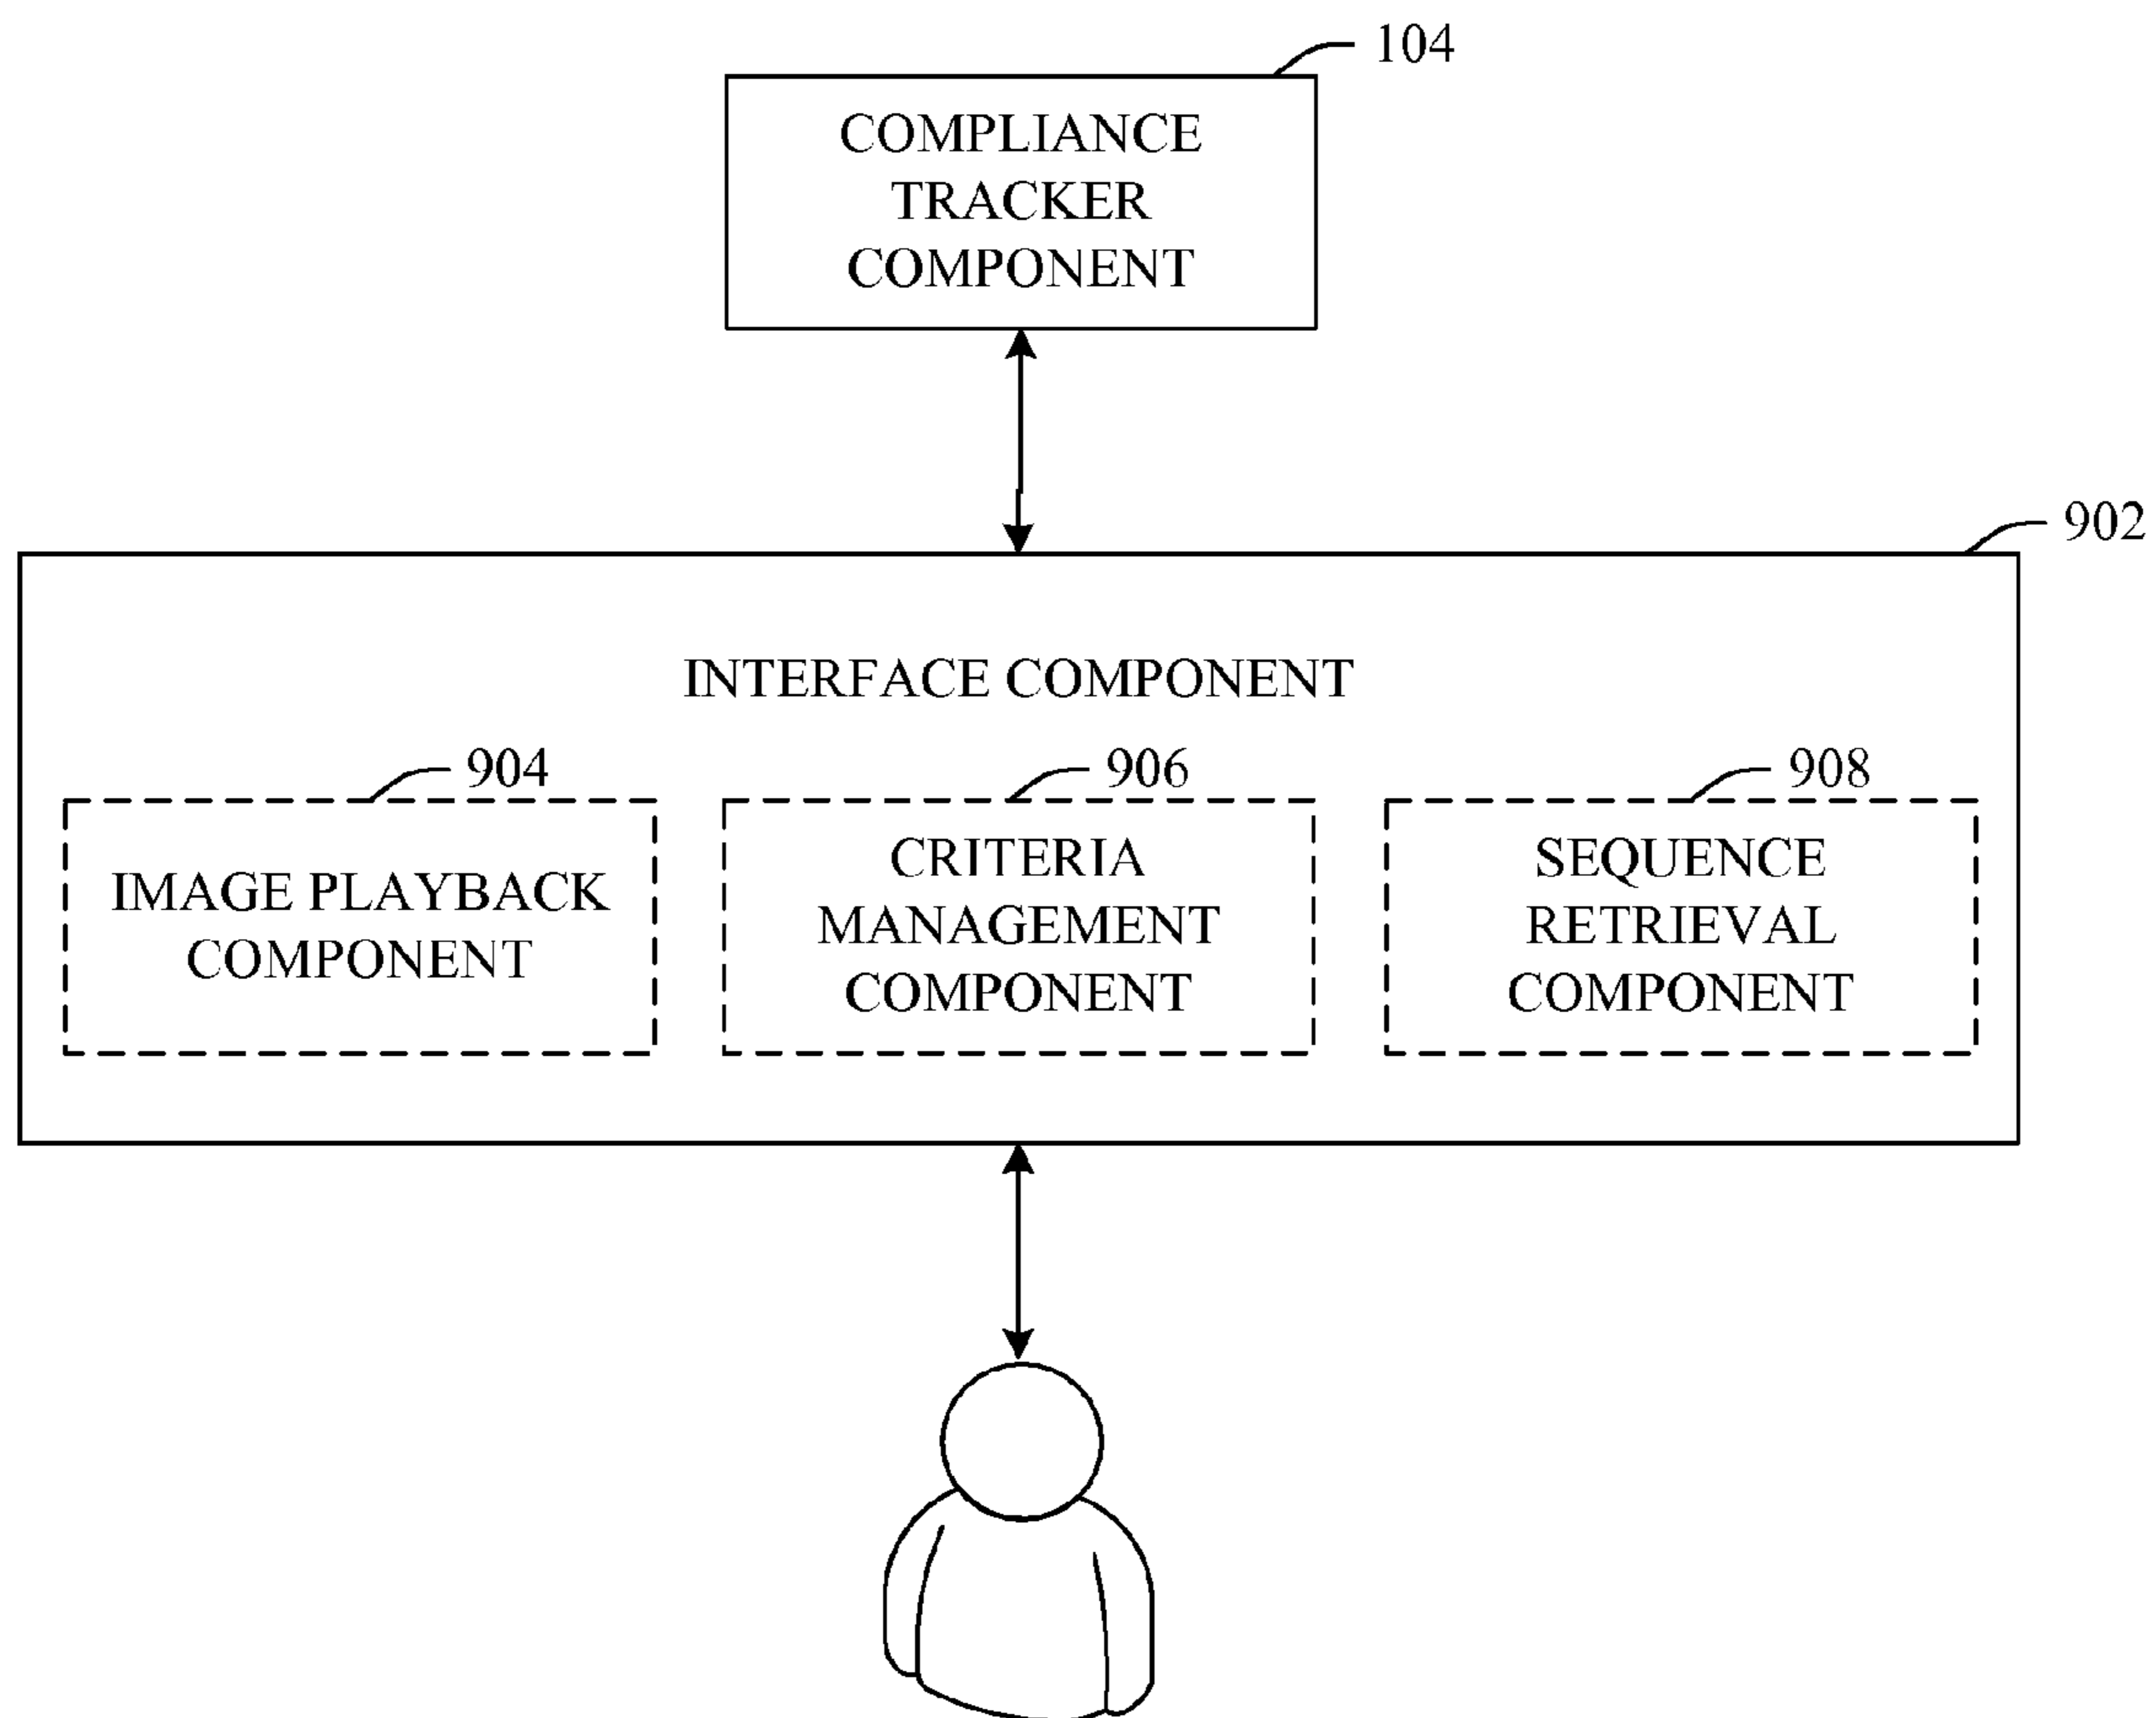 104
COMPLIANCE
TRACKER
COMPONENT
902
INTERFACE COMPONENT
904
IMAGE PLAYBACK
COMPONENT
906
CRITERIA
MANAGEMENT
COMPONENT
908
SEQUENCE
RETRIEVAL
COMPONENT